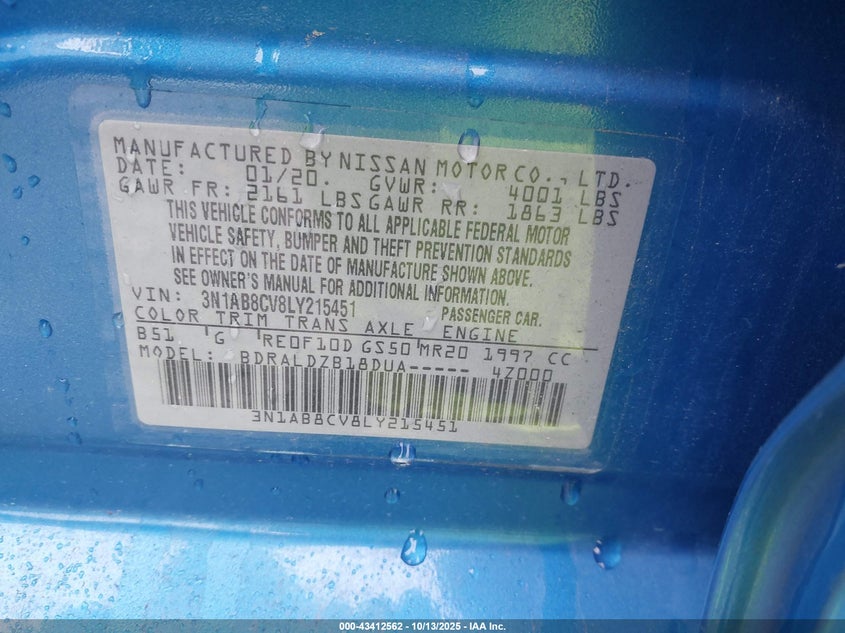 MANUFACTURED BY NISSAN MOTOR CO., LTD.
DATE: 01/20. GVWR: 4001 LBS
GAWR FR: 2161 LBS GAWR RR: 1863 LBS
THIS VEHICLE CONFORMS TO ALL APPLICABLE FEDERAL MOTOR
VEHICLE SAFETY, BUMPER AND THEFT PREVENTION STANDARDS
IN EFFECT ON THE DATE OF MANUFACTURE SHOWN ABOVE.
SEE OWNER'S MANUAL FOR ADDITIONAL INFORMATION.
VIN: 3N1AB8CV8LY215451 PASSENGER CAR.
COLOR TRIM TRANS AXLE ENGINE
B51 G RE0F10D GS50 MR20 1997 CC
MODEL: BDRALDZB18DUA----- 4Z000
3N1AB8CV8LY215451
000-43412562 - 10/13/2025 - IAA Inc.